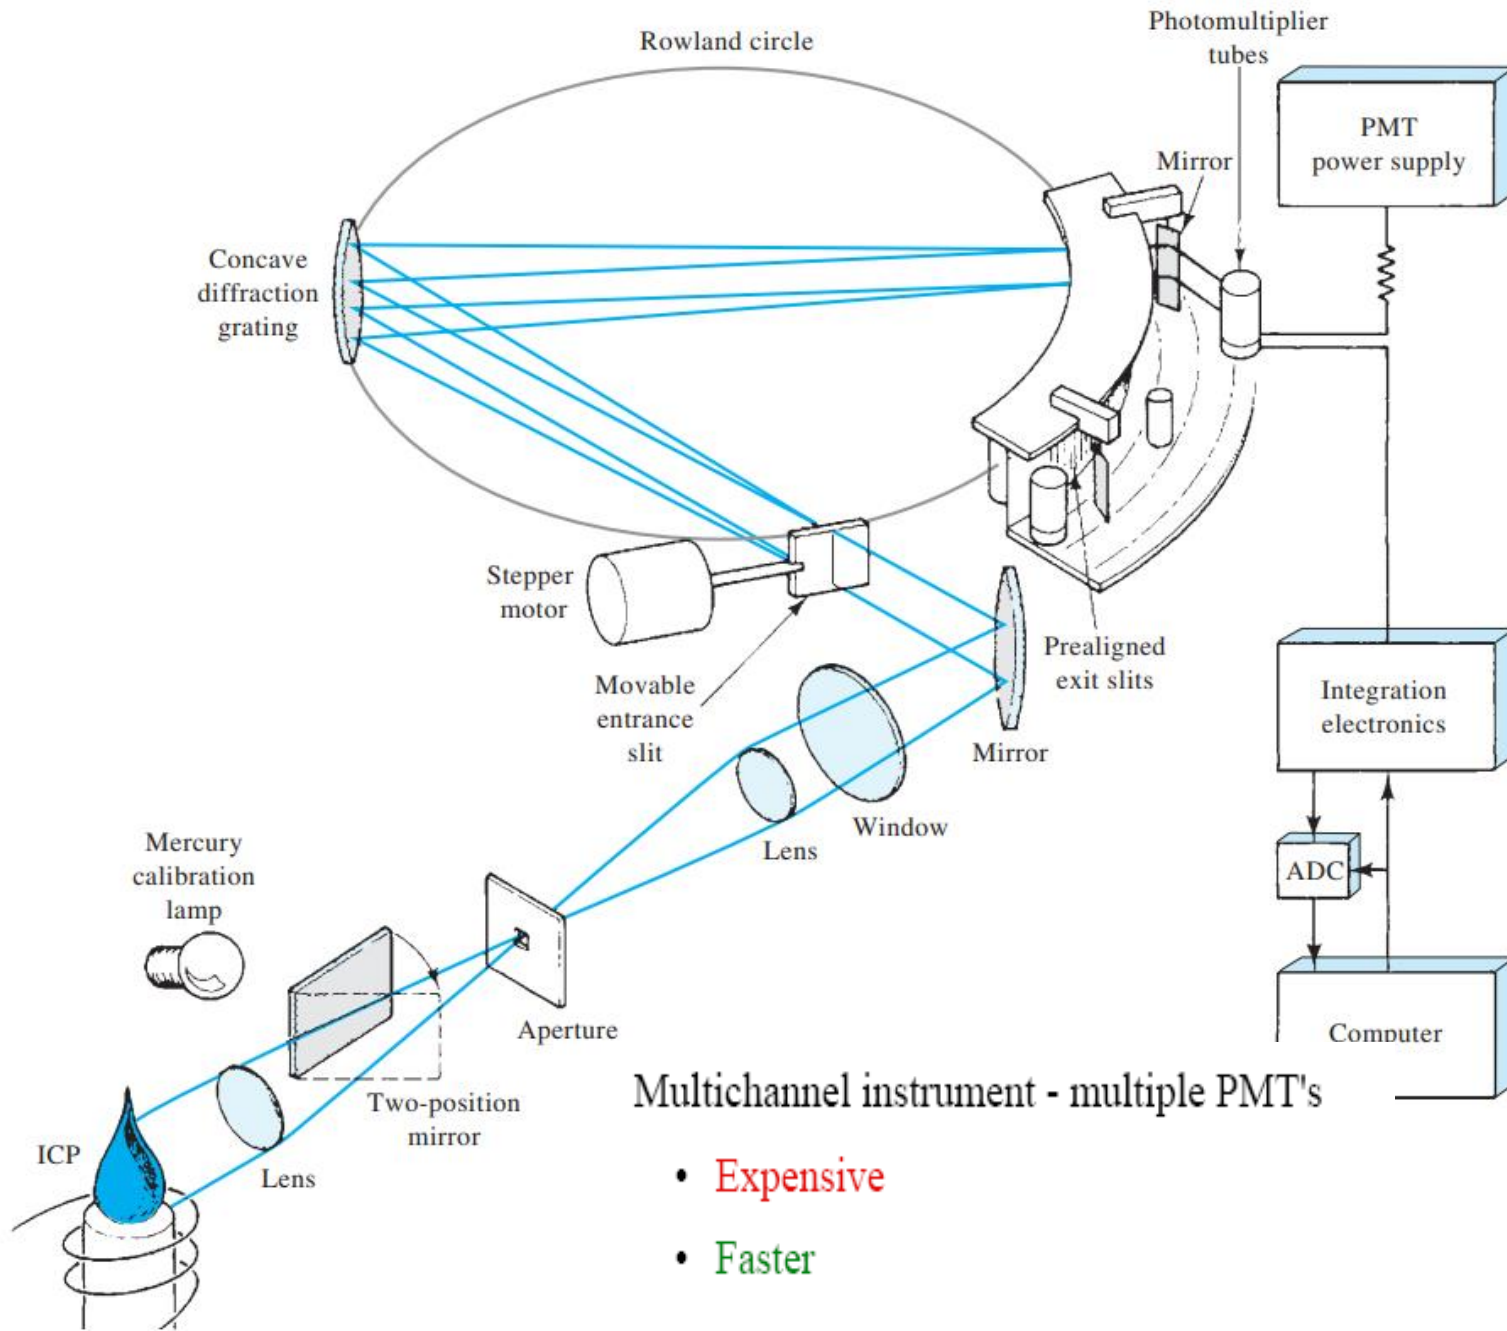 Rowland circle
Photomultiplier
tubes
PMT
power supply
Mirror
Concave
diffraction
grating
Stepper
motor
Movable
entrance
slit
Prealigned
exit slits
Mirror
Integration
electronics
Window
Lens
Mercury
calibration
lamp
ADC
Aperture
Computer
Two-position
mirror
ICP
Lens
Multichannel instrument - multiple PMT's
• Expensive
• Faster